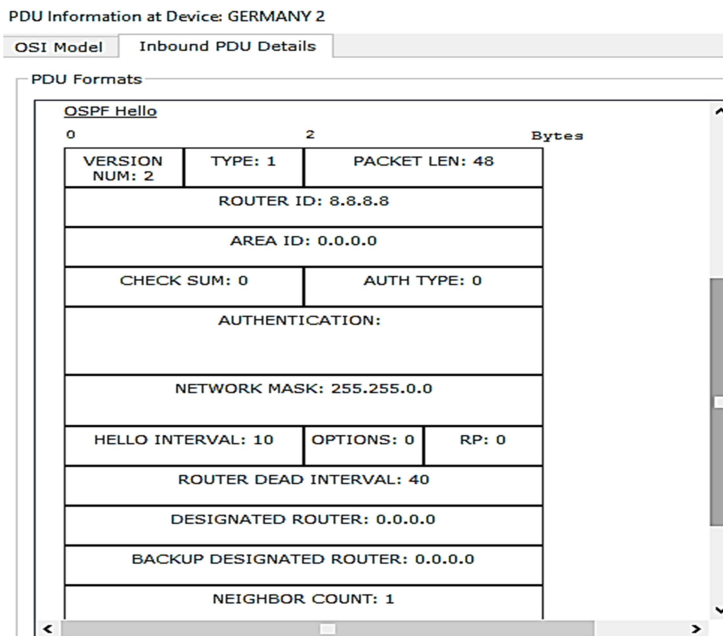 PDU Information at Device: GERMANY 2
OSI Model Inbound PDU Details
PDU Formats
OSPF Hello
0 2 Bytes
VERSION NUM: 2 TYPE: 1 PACKET LEN: 48
ROUTER ID: 8.8.8.8
AREA ID: 0.0.0.0
CHECK SUM: 0 AUTH TYPE: 0
AUTHENTICATION:
NETWORK MASK: 255.255.0.0
HELLO INTERVAL: 10 OPTIONS: 0 RP: 0
ROUTER DEAD INTERVAL: 40
DESIGNATED ROUTER: 0.0.0.0
BACKUP DESIGNATED ROUTER: 0.0.0.0
NEIGHBOR COUNT: 1